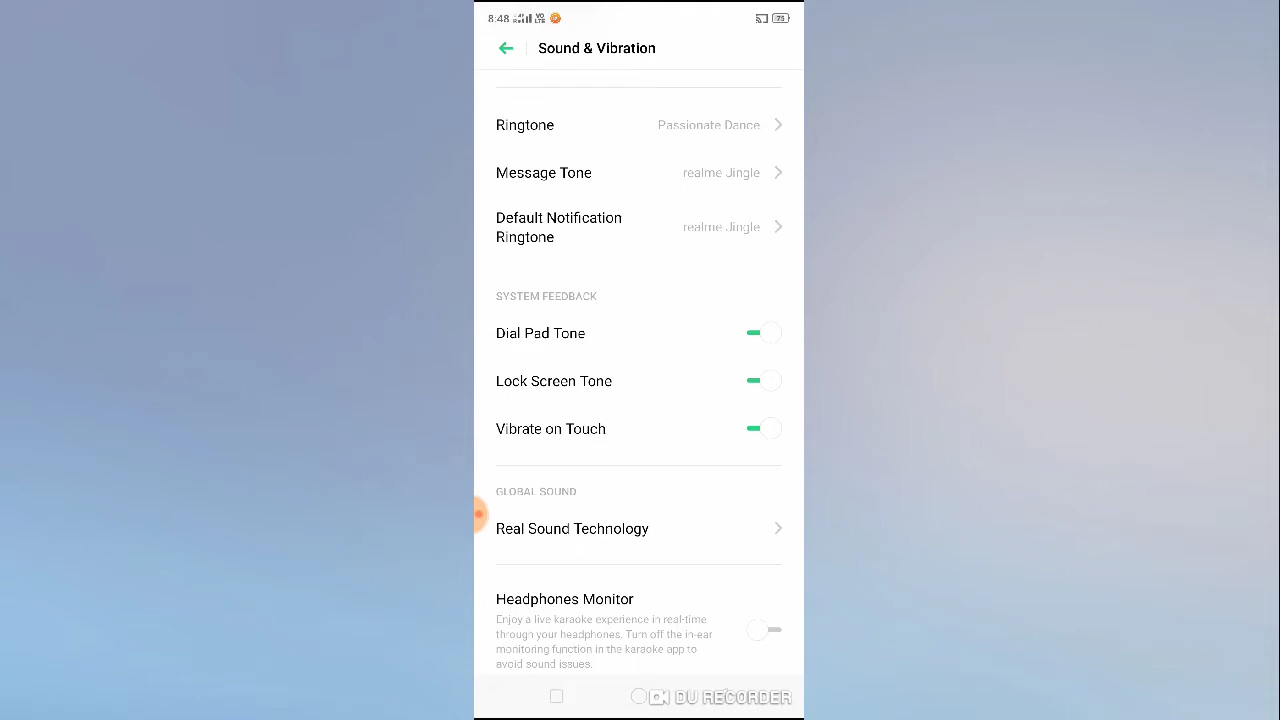 8:48 VO LTE 75
Sound & Vibration
Ringtone Passionate Dance
Message Tone realme Jingle
Default Notification
Ringtone realme Jingle
SYSTEM FEEDBACK
Dial Pad Tone
Lock Screen Tone
Vibrate on Touch
GLOBAL SOUND
Real Sound Technology
Headphones Monitor
Enjoy a live karaoke experience in real-time
through your headphones. Turn off the in-ear
monitoring function in the karaoke app to
avoid sound issues.
DU RECORDER